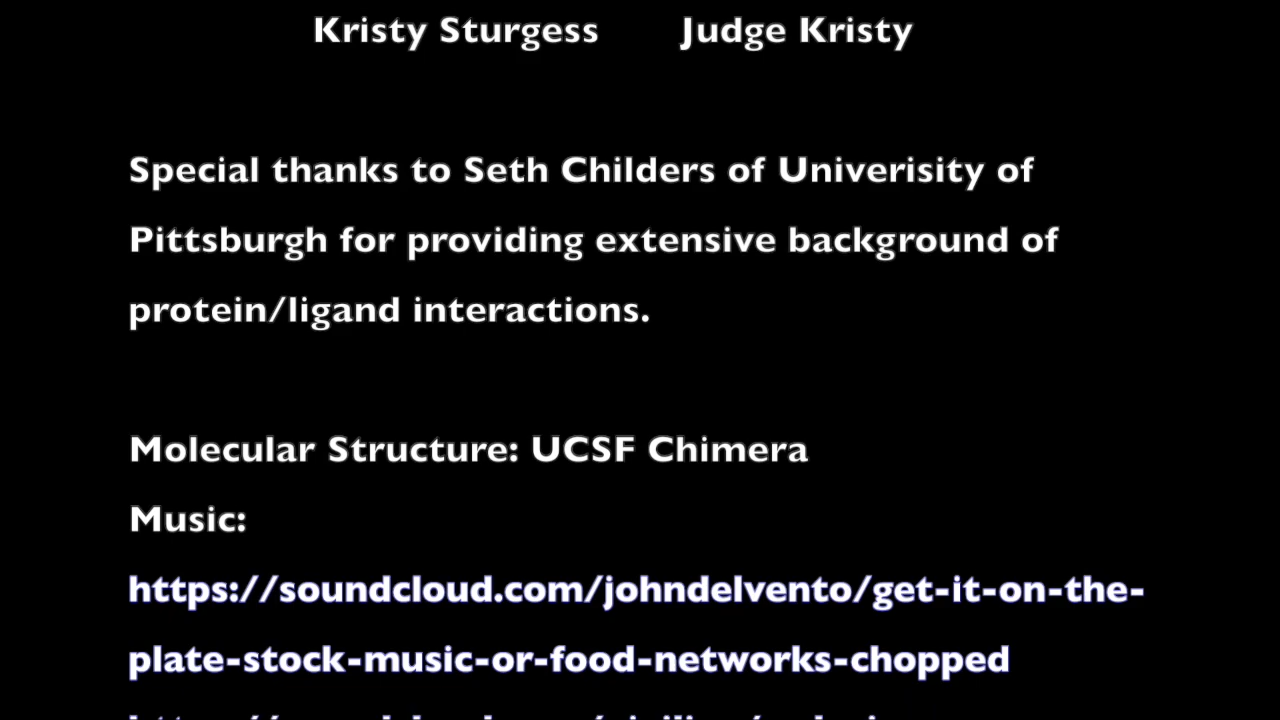 Kristy Sturgess Judge Kristy
Special thanks to Seth Childers of Univerisity of
Pittsburgh for providing extensive background of
protein/ligand interactions.
Molecular Structure: UCSF Chimera
Music:
https://soundcloud.com/johndelvento/get-it-on-the-
plate-stock-music-or-food-networks-chopped